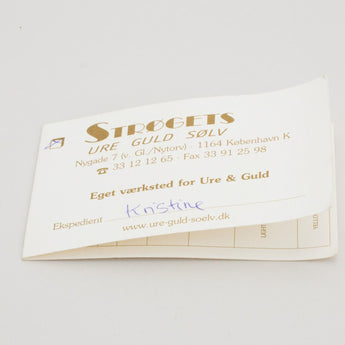 STRØGETS
URE GULD SØLV
Nygade 7 (v. Gl./Nytorv) · 1164 København K
☎ 33 12 12 65 · Fax 33 91 25 98
Eget værksted for Ure & Guld
Ekspedient Kristine
www.ure-guld-soelv.dk